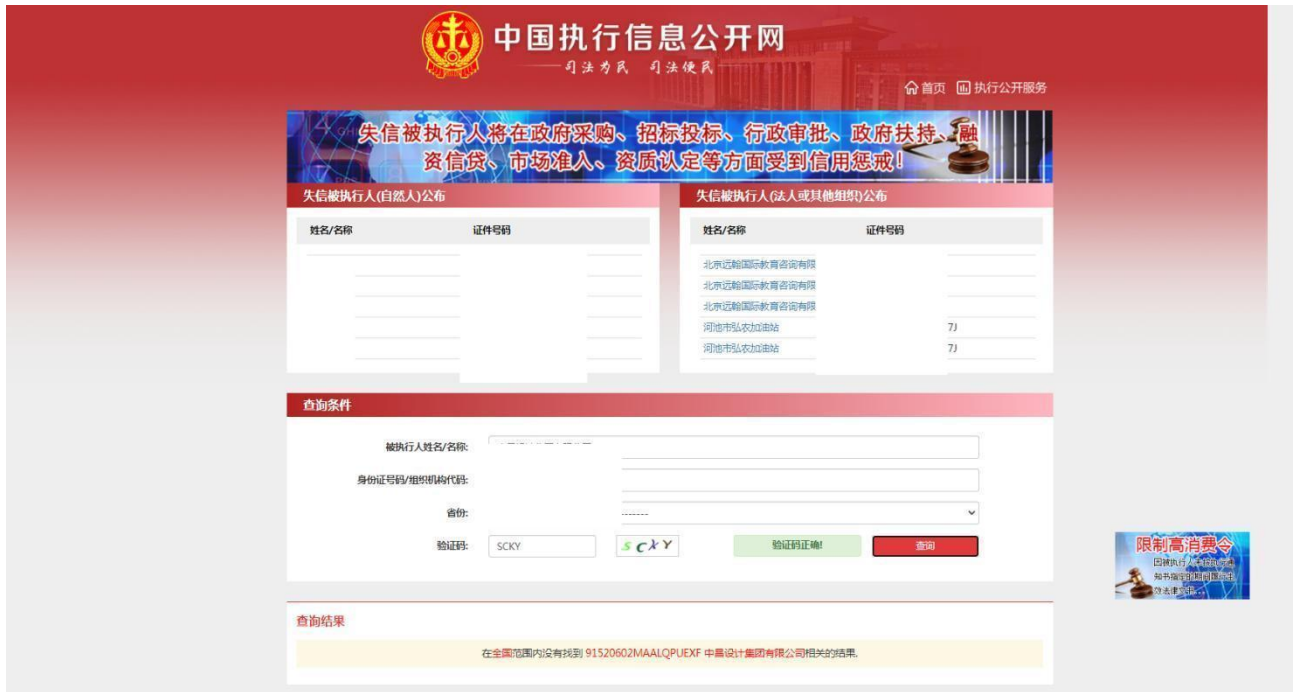 中国执行信息公开网
司法为民 司法便民
首页 执行公开服务
失信被执行人将在政府采购、招标投标、行政审批、政府扶持、融
资信贷、市场准入、资质认定等方面受到信用惩戒！
失信被执行人(自然人)公布
姓名/名称 证件号码
失信被执行人(法人或其他组织)公布
姓名/名称 证件号码
北京远翰国际教育咨询有限
北京远翰国际教育咨询有限
北京远翰国际教育咨询有限
河池市弘农加油站 7J
河池市弘农加油站 7J
查询条件
被执行人姓名/名称:
身份证号码/组织机构代码:
省份: --------
验证码: SCKY SCXY 验证码正确! 查询
限制高消费令
查询结果
在全国范围内没有找到 91520602MAALQPUEXF 中昌设计集团有限公司相关的结果.